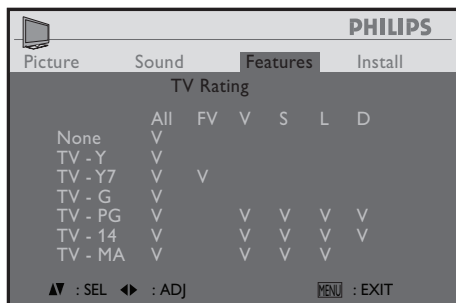 PHILIPS
Picture Sound Features Install
TV Rating
All FV V S L D
None V
TV - Y V
TV - Y7 V V
TV - G V
TV - PG V V V V V
TV - 14 V V V V V
TV - MA V V V V
: SEL : ADJ MENU : EXIT